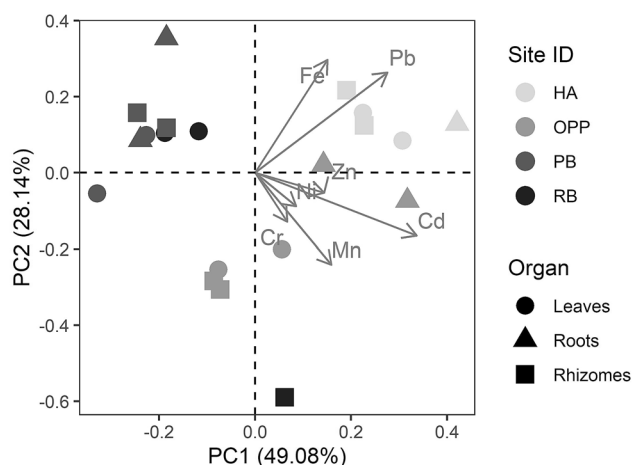 0.4
0.2
0.0
-0.2
-0.4
-0.6
PC2 (28.14%)
Fe
Pb
Zn
Ni
Cr
Mn
Cd
-0.2
0.0
0.2
0.4
PC1 (49.08%)
Site ID
HA
OPP
PB
RB
Organ
Leaves
Roots
Rhizomes